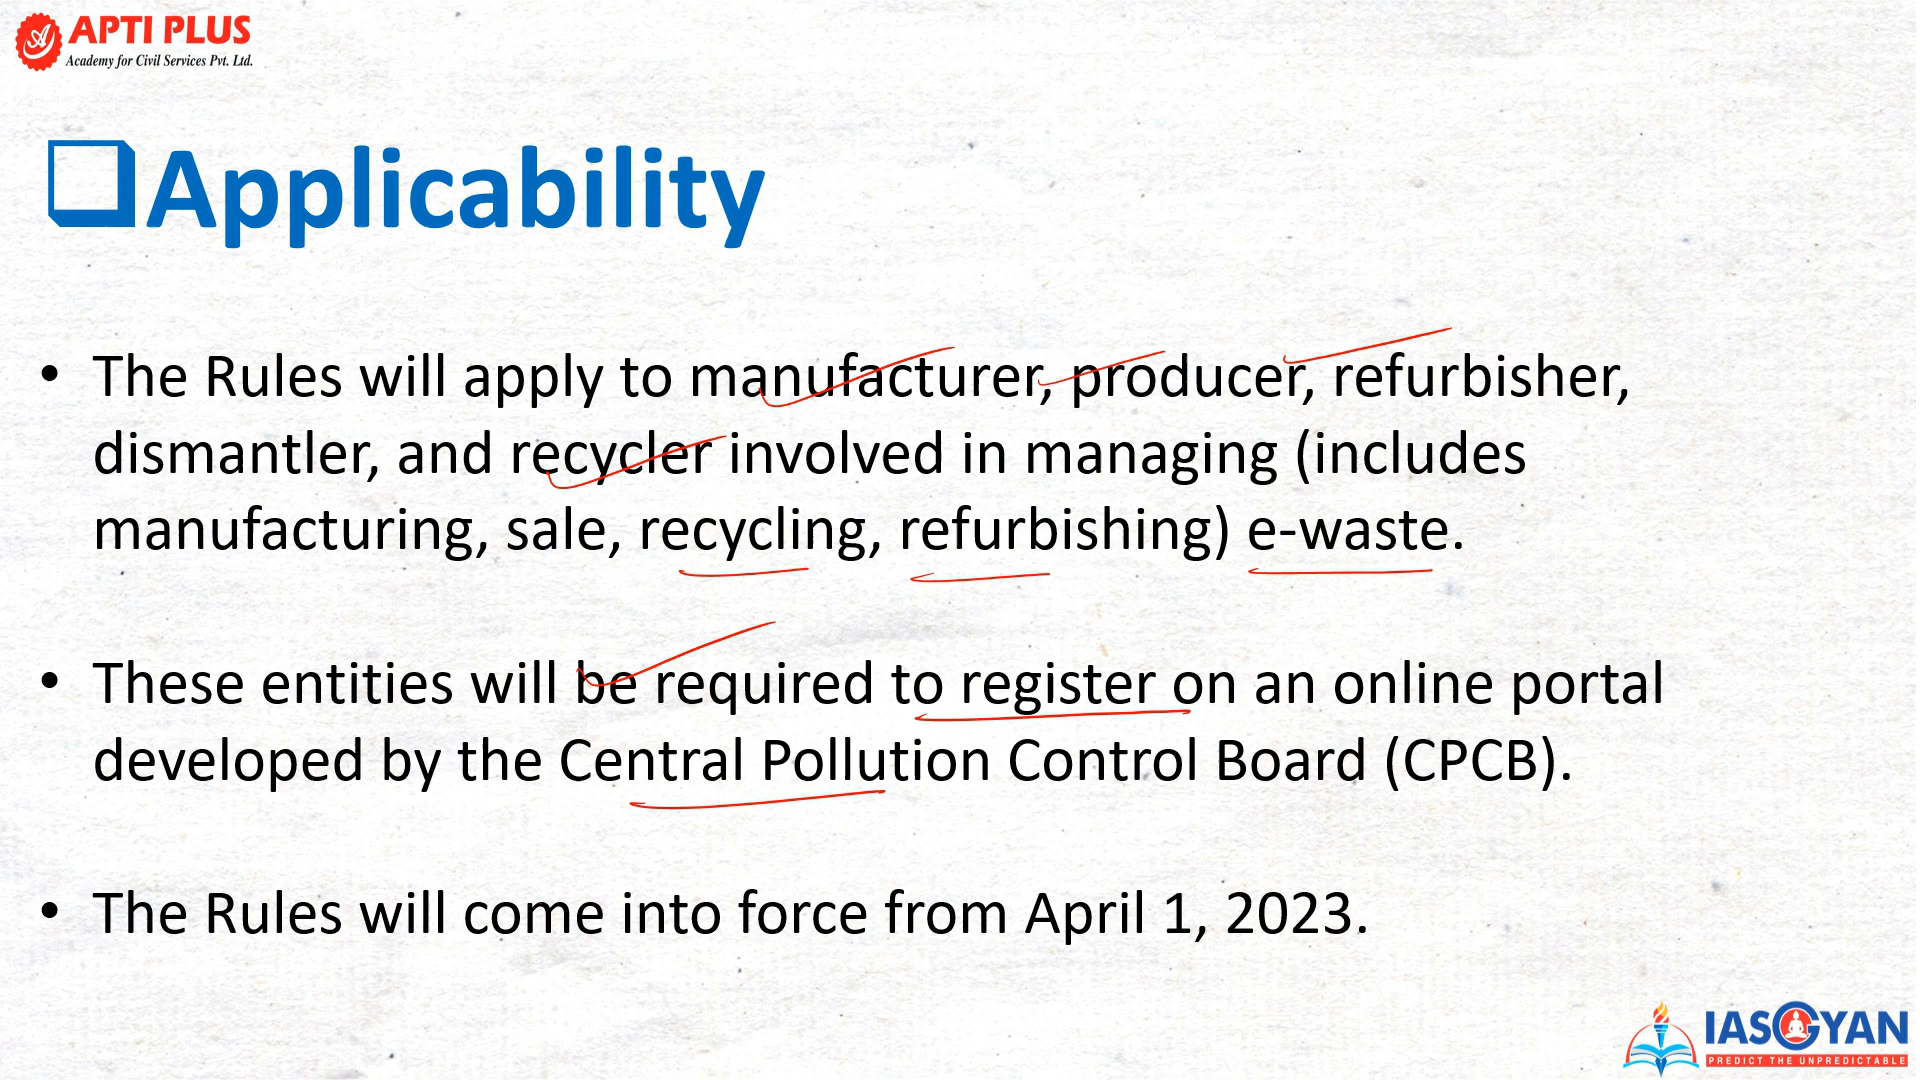 APTI PLUS
Academy for Civil Services Pvt. Ltd.
Applicability
• The Rules will apply to manufacturer, producer, refurbisher,
dismantler, and recycler involved in managing (includes
manufacturing, sale, recycling, refurbishing) e-waste.
• These entities will be required to register on an online portal
developed by the Central Pollution Control Board (CPCB).
• The Rules will come into force from April 1, 2023.
IASGYAN
PREDICT THE UNPREDICTABLE